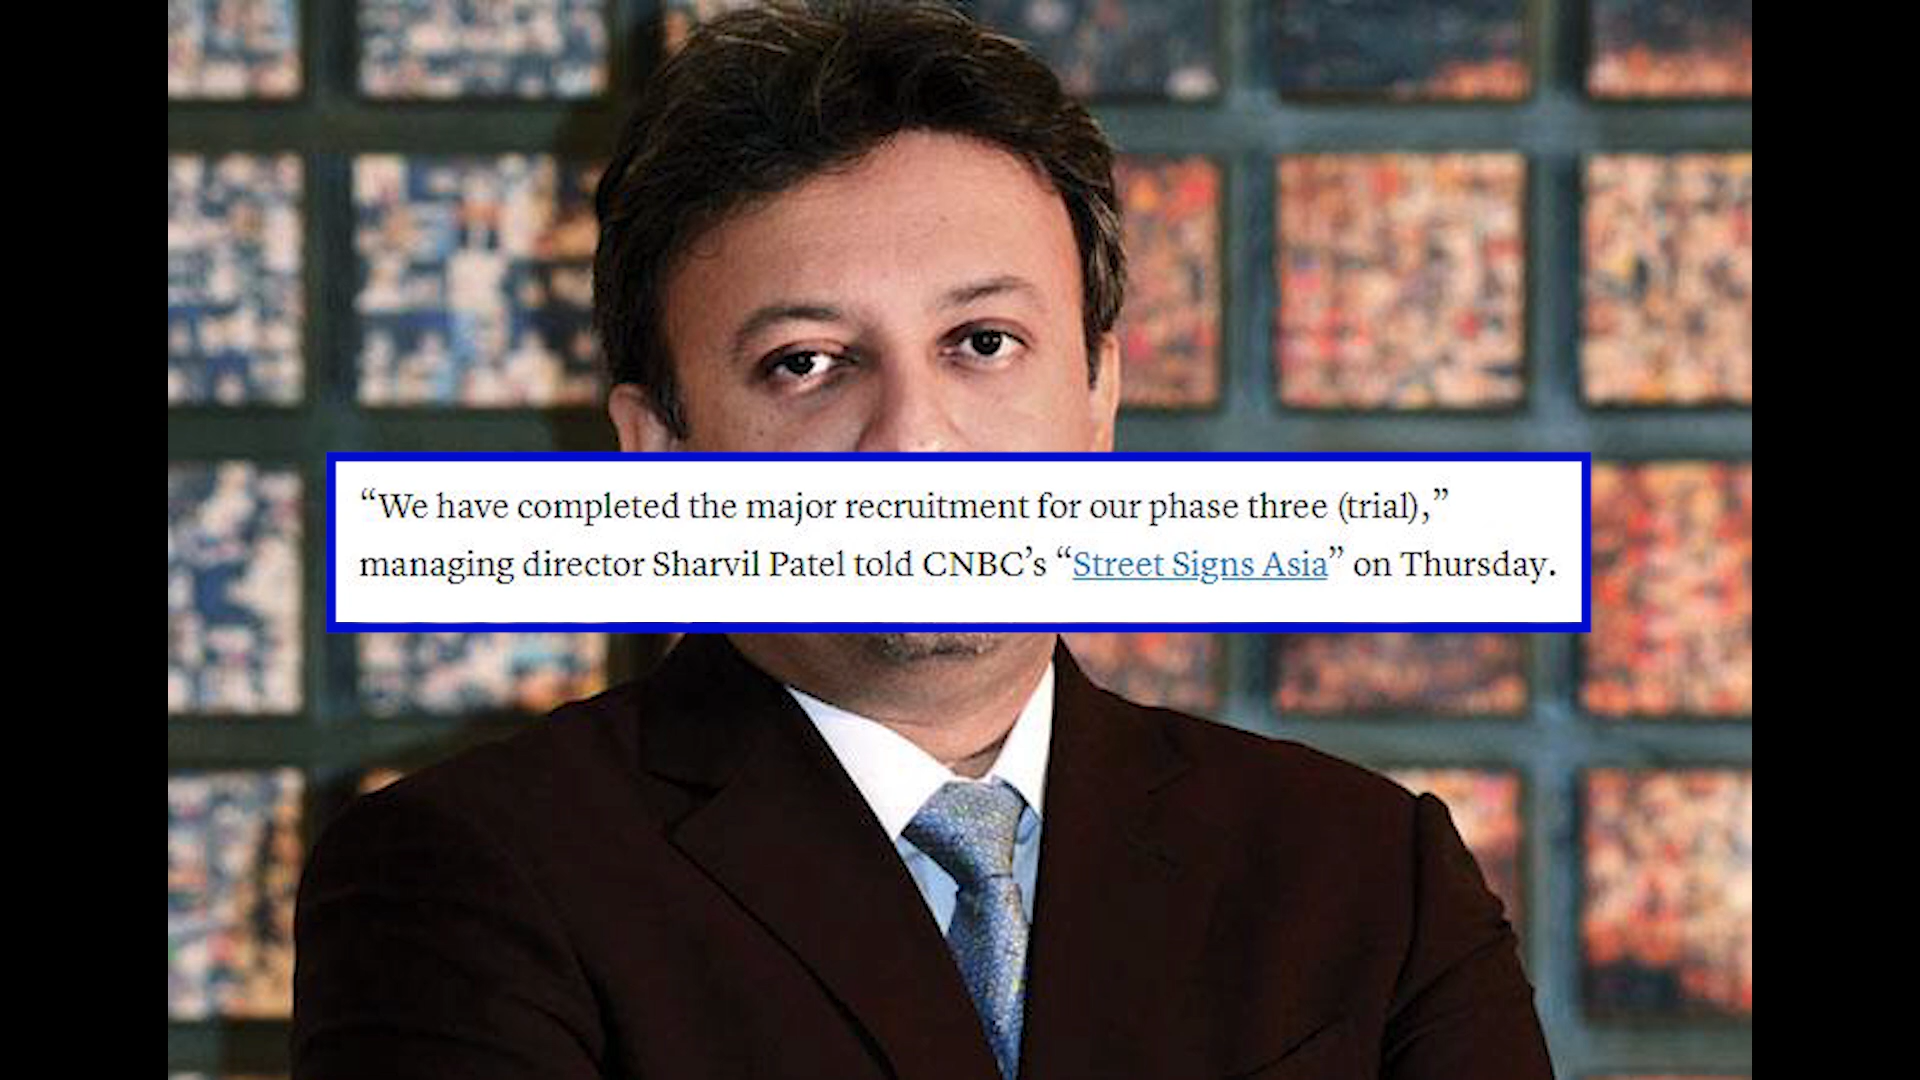 “We have completed the major recruitment for our phase three (trial),”
managing director Sharvil Patel told CNBC’s “Street Signs Asia” on Thursday.